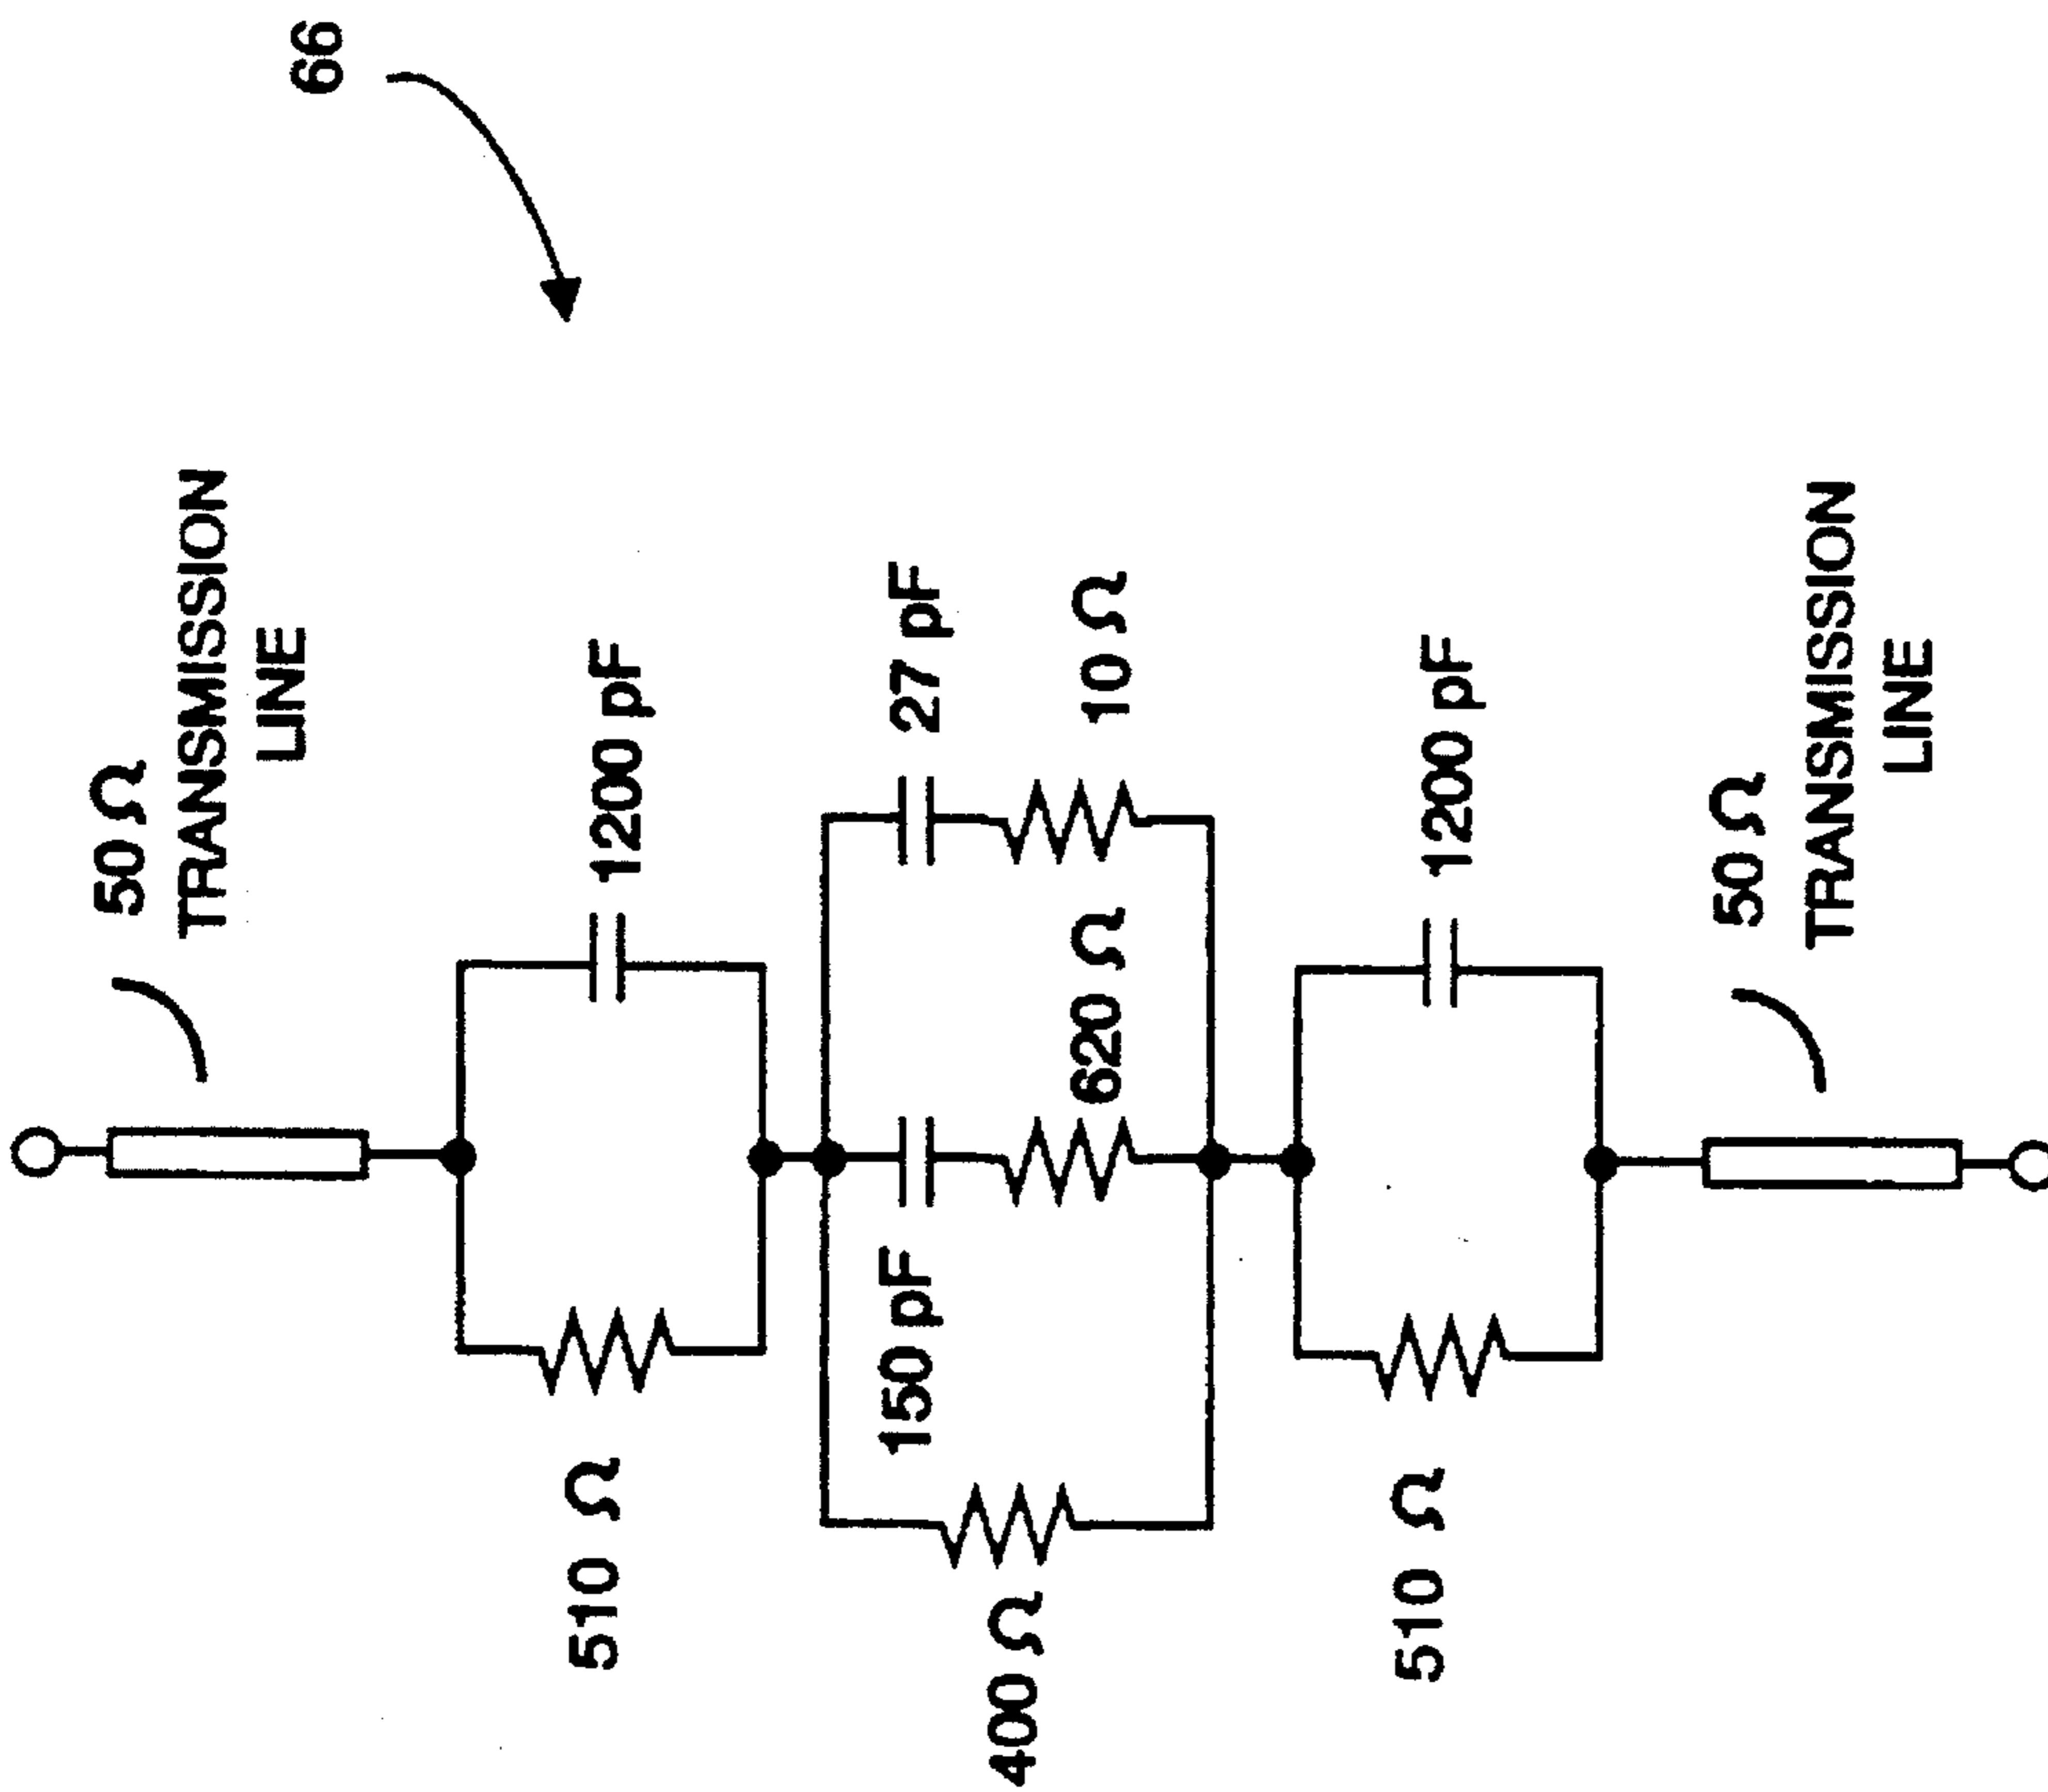 66
50 Ω
TRANSMISSION
LINE
1200 pF
510 Ω
27 pF
10 Ω
150 pF
620 Ω
400 Ω
1200 pF
510 Ω
50 Ω
TRANSMISSION
LINE